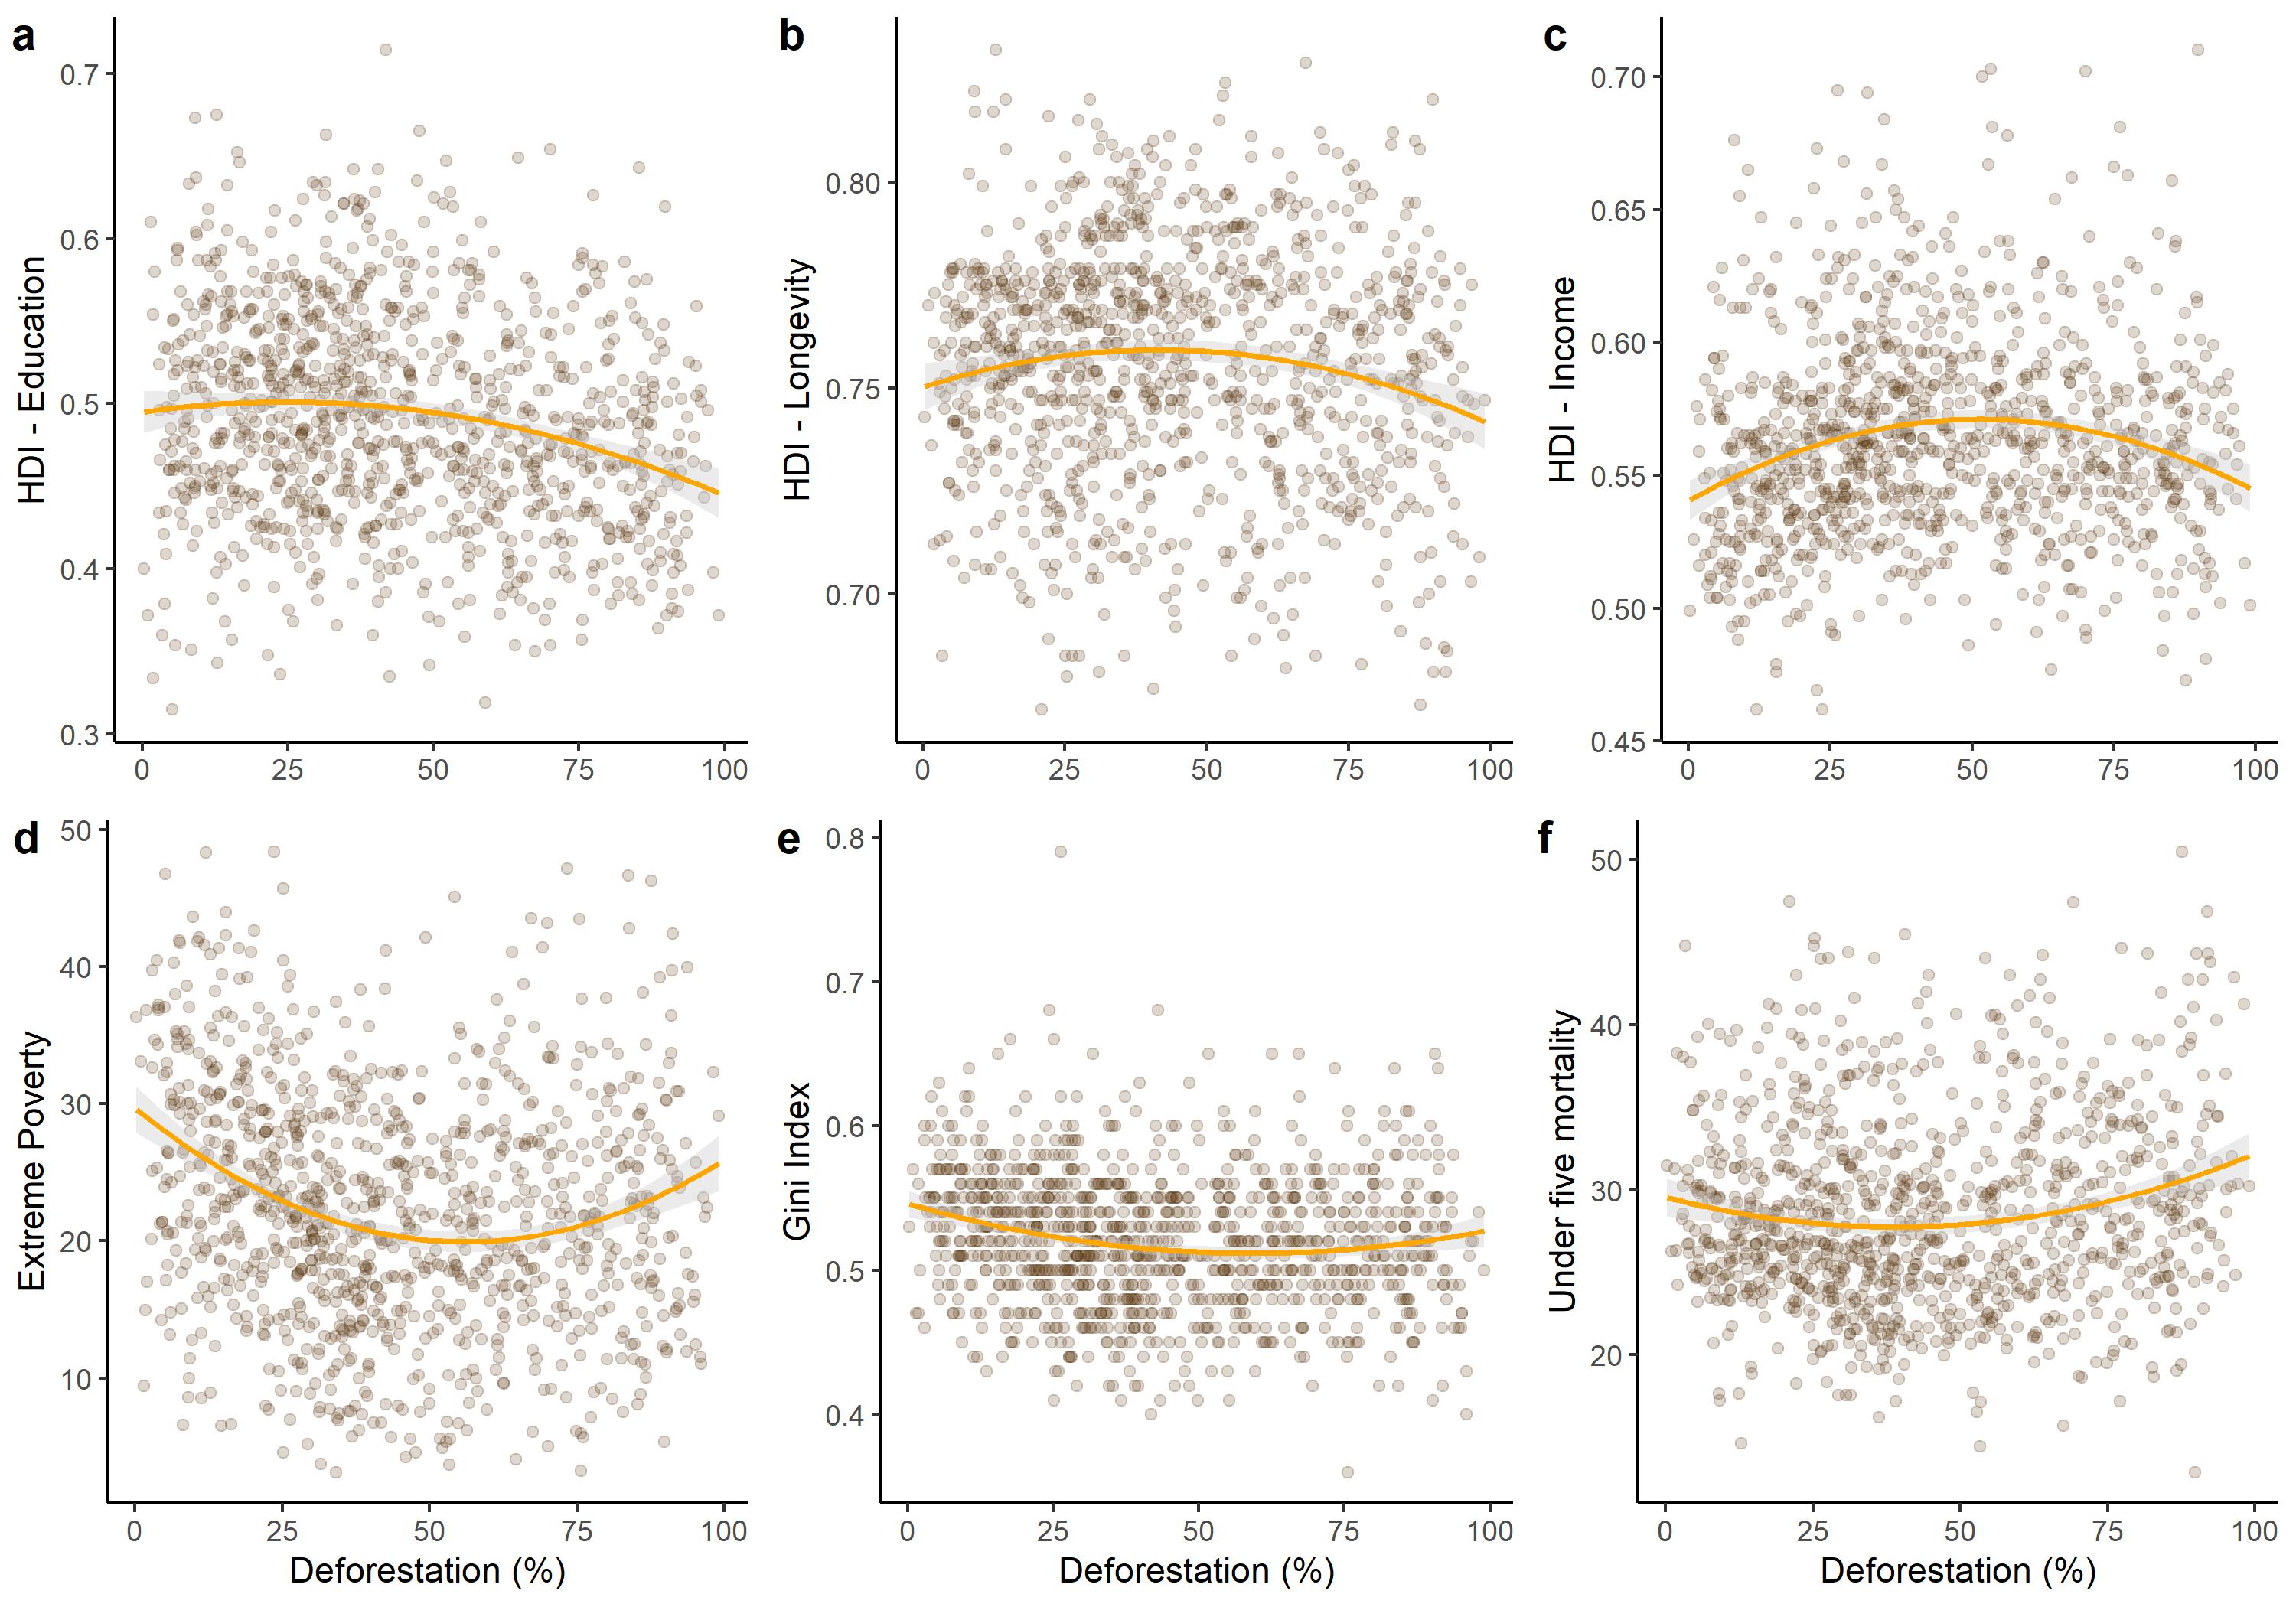 a
HDI - Education
0.7
0.6
0.5
0.4
0.3
0 25 50 75 100
b
HDI - Longevity
0.80
0.75
0.70
0 25 50 75 100
c
HDI - Income
0.70
0.65
0.60
0.55
0.50
0.45
0 25 50 75 100
d
Extreme Poverty
50
40
30
20
10
0 25 50 75 100
Deforestation (%)
e
Gini Index
0.8
0.7
0.6
0.5
0.4
0 25 50 75 100
Deforestation (%)
f
Under five mortality
50
40
30
20
0 25 50 75 100
Deforestation (%)